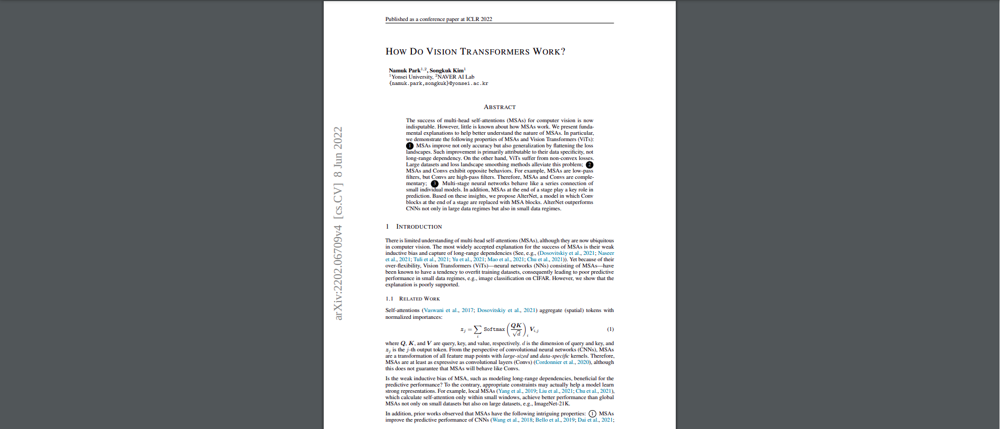 Published as a conference paper at ICLR 2022
HOW DO VISION TRANSFORMERS WORK?
Namuk Park1,2, Songkuk Kim1
1Yonsei University, 2NAVER AI Lab
{namuk.park,songkuk}@yonsei.ac.kr
ABSTRACT
The success of multi-head self-attentions (MSAs) for computer vision is now
indisputable. However, little is known about how MSAs work. We present funda-
mental explanations to help better understand the nature of MSAs. In particular,
we demonstrate the following properties of MSAs and Vision Transformers (ViTs):
❶ MSAs improve not only accuracy but also generalization by flattening the loss
landscapes. Such improvement is primarily attributable to their data specificity, not
long-range dependency. On the other hand, ViTs suffer from non-convex losses.
Large datasets and loss landscape smoothing methods alleviate this problem; ❷
MSAs and Convs exhibit opposite behaviors. For example, MSAs are low-pass
filters, but Convs are high-pass filters. Therefore, MSAs and Convs are comple-
mentary; ❸ Multi-stage neural networks behave like a series connection of
small individual models. In addition, MSAs at the end of a stage play a key role in
prediction. Based on these insights, we propose AlterNet, a model in which Conv
blocks at the end of a stage are replaced with MSA blocks. AlterNet outperforms
CNNs not only in large data regimes but also in small data regimes.
arXiv:2202.06709v4 [cs.CV] 8 Jun 2022
1 INTRODUCTION
There is limited understanding of multi-head self-attentions (MSAs), although they are now ubiquitous
in computer vision. The most widely accepted explanation for the success of MSAs is their weak
inductive bias and capture of long-range dependencies (See, e.g., (Dosovitskiy et al., 2021; Naseer
et al., 2021; Tuli et al., 2021; Yu et al., 2021; Mao et al., 2021; Chu et al., 2021)). Yet because of their
over-flexibility, Vision Transformers (ViTs)—neural networks (NNs) consisting of MSAs—have
been known to have a tendency to overfit training datasets, consequently leading to poor predictive
performance in small data regimes, e.g., image classification on CIFAR. However, we show that the
explanation is poorly supported.
1.1 RELATED WORK
Self-attentions (Vaswani et al., 2017; Dosovitskiy et al., 2021) aggregate (spatial) tokens with
normalized importances:
z_j = ∑_i Softmax (QK/√d)_i V_{i,j} (1)
where Q, K, and V are query, key, and value, respectively. d is the dimension of query and key, and
z_j is the j-th output token. From the perspective of convolutional neural networks (CNNs), MSAs
are a transformation of all feature map points with large-sized and data-specific kernels. Therefore,
MSAs are at least as expressive as convolutional layers (Convs) (Cordonnier et al., 2020), although
this does not guarantee that MSAs will behave like Convs.
Is the weak inductive bias of MSA, such as modeling long-range dependencies, beneficial for the
predictive performance? To the contrary, appropriate constraints may actually help a model learn
strong representations. For example, local MSAs (Yang et al., 2019; Liu et al., 2021; Chu et al., 2021),
which calculate self-attention only within small windows, achieve better performance than global
MSAs not only on small datasets but also on large datasets, e.g., ImageNet-21K.
In addition, prior works observed that MSAs have the following intriguing properties: ① MSAs
improve the predictive performance of CNNs (Wang et al., 2018; Bello et al., 2019; Dai et al., 2021;